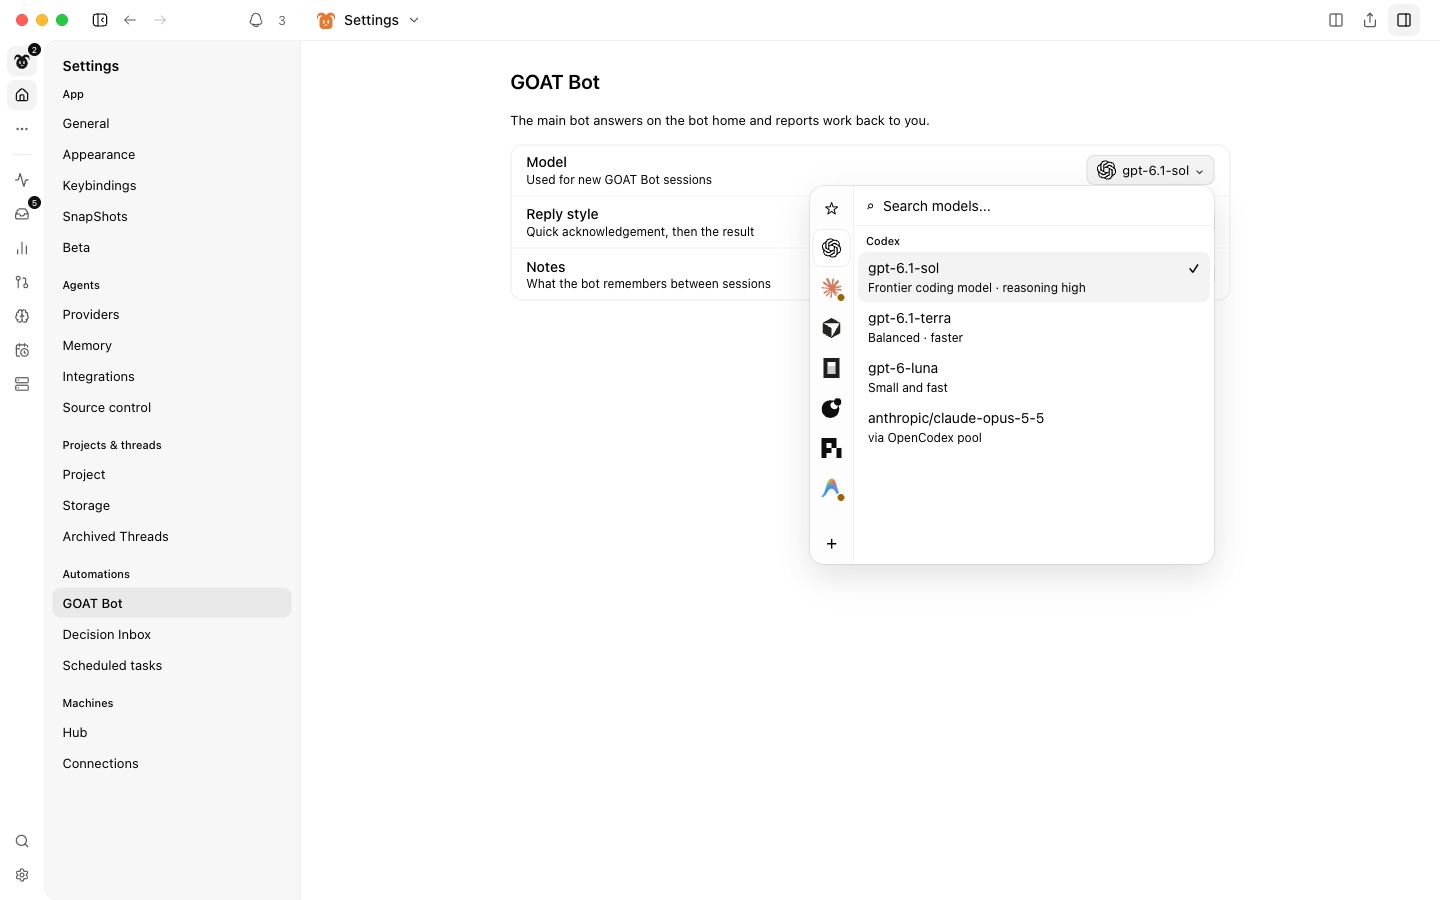 3
Settings
2
5
Settings
App
General
Appearance
Keybindings
SnapShots
Beta
Agents
Providers
Memory
Integrations
Source control
Projects & threads
Project
Storage
Archived Threads
Automations
GOAT Bot
Decision Inbox
Scheduled tasks
Machines
Hub
Connections
GOAT Bot
The main bot answers on the bot home and reports work back to you.
Model
Used for new GOAT Bot sessions
gpt-6.1-sol
Reply style
Quick acknowledgement, then the result
Notes
What the bot remembers between sessions
Search models...
Codex
gpt-6.1-sol
Frontier coding model · reasoning high
gpt-6.1-terra
Balanced · faster
gpt-6-luna
Small and fast
anthropic/claude-opus-5-5
via OpenCodex pool